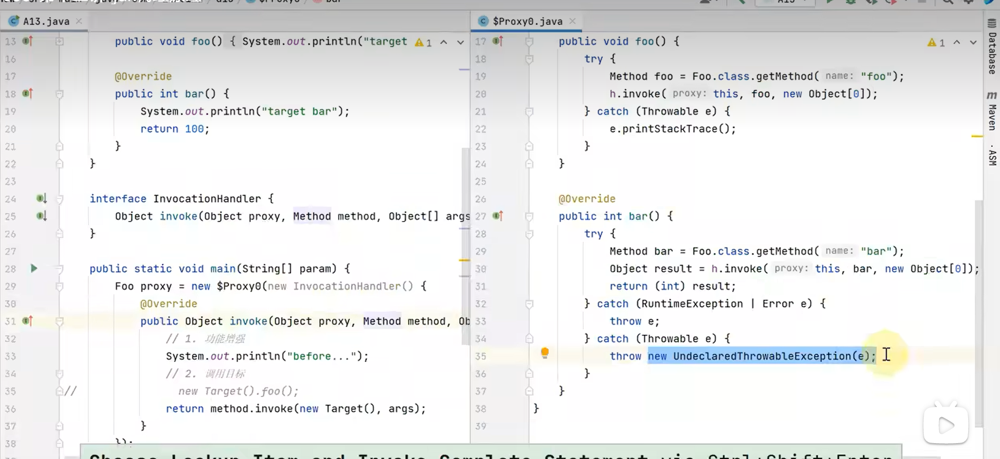 A13.java
13 public void foo() { System.out.println("target 1
16
17 @Override
18 public int bar() {
19 System.out.println("target bar");
20 return 100;
21 }
22 }
23
24 interface InvocationHandler {
25 Object invoke(Object proxy, Method method, Object[] args
26 }
27
28 public static void main(String[] param) {
29 Foo proxy = new $Proxy0(new InvocationHandler() {
30 @Override
31 public Object invoke(Object proxy, Method method, Ob
32 // 1. 功能增强
33 System.out.println("before...");
34 // 2. 调用目标
35 // new Target().foo();
36 return method.invoke(new Target(), args);
37 }
38 });
$Proxy0.java
17 public void foo() { 1
18 try {
19 Method foo = Foo.class.getMethod( name: "foo");
20 h.invoke( proxy: this, foo, new Object[0]);
21 } catch (Throwable e) {
22 e.printStackTrace();
23 }
24 }
25
26 @Override
27 public int bar() {
28 try {
29 Method bar = Foo.class.getMethod( name: "bar");
30 Object result = h.invoke( proxy: this, bar, new Object[0]);
31 return (int) result;
32 } catch (RuntimeException | Error e) {
33 throw e;
34 } catch (Throwable e) {
35 throw new UndeclaredThrowableException(e);
36 }
37 }
38 }
39
Database
m Maven
ASM
Choose Lookup Item and Invoke Complete Statement via Ctrl+Shift+Enter